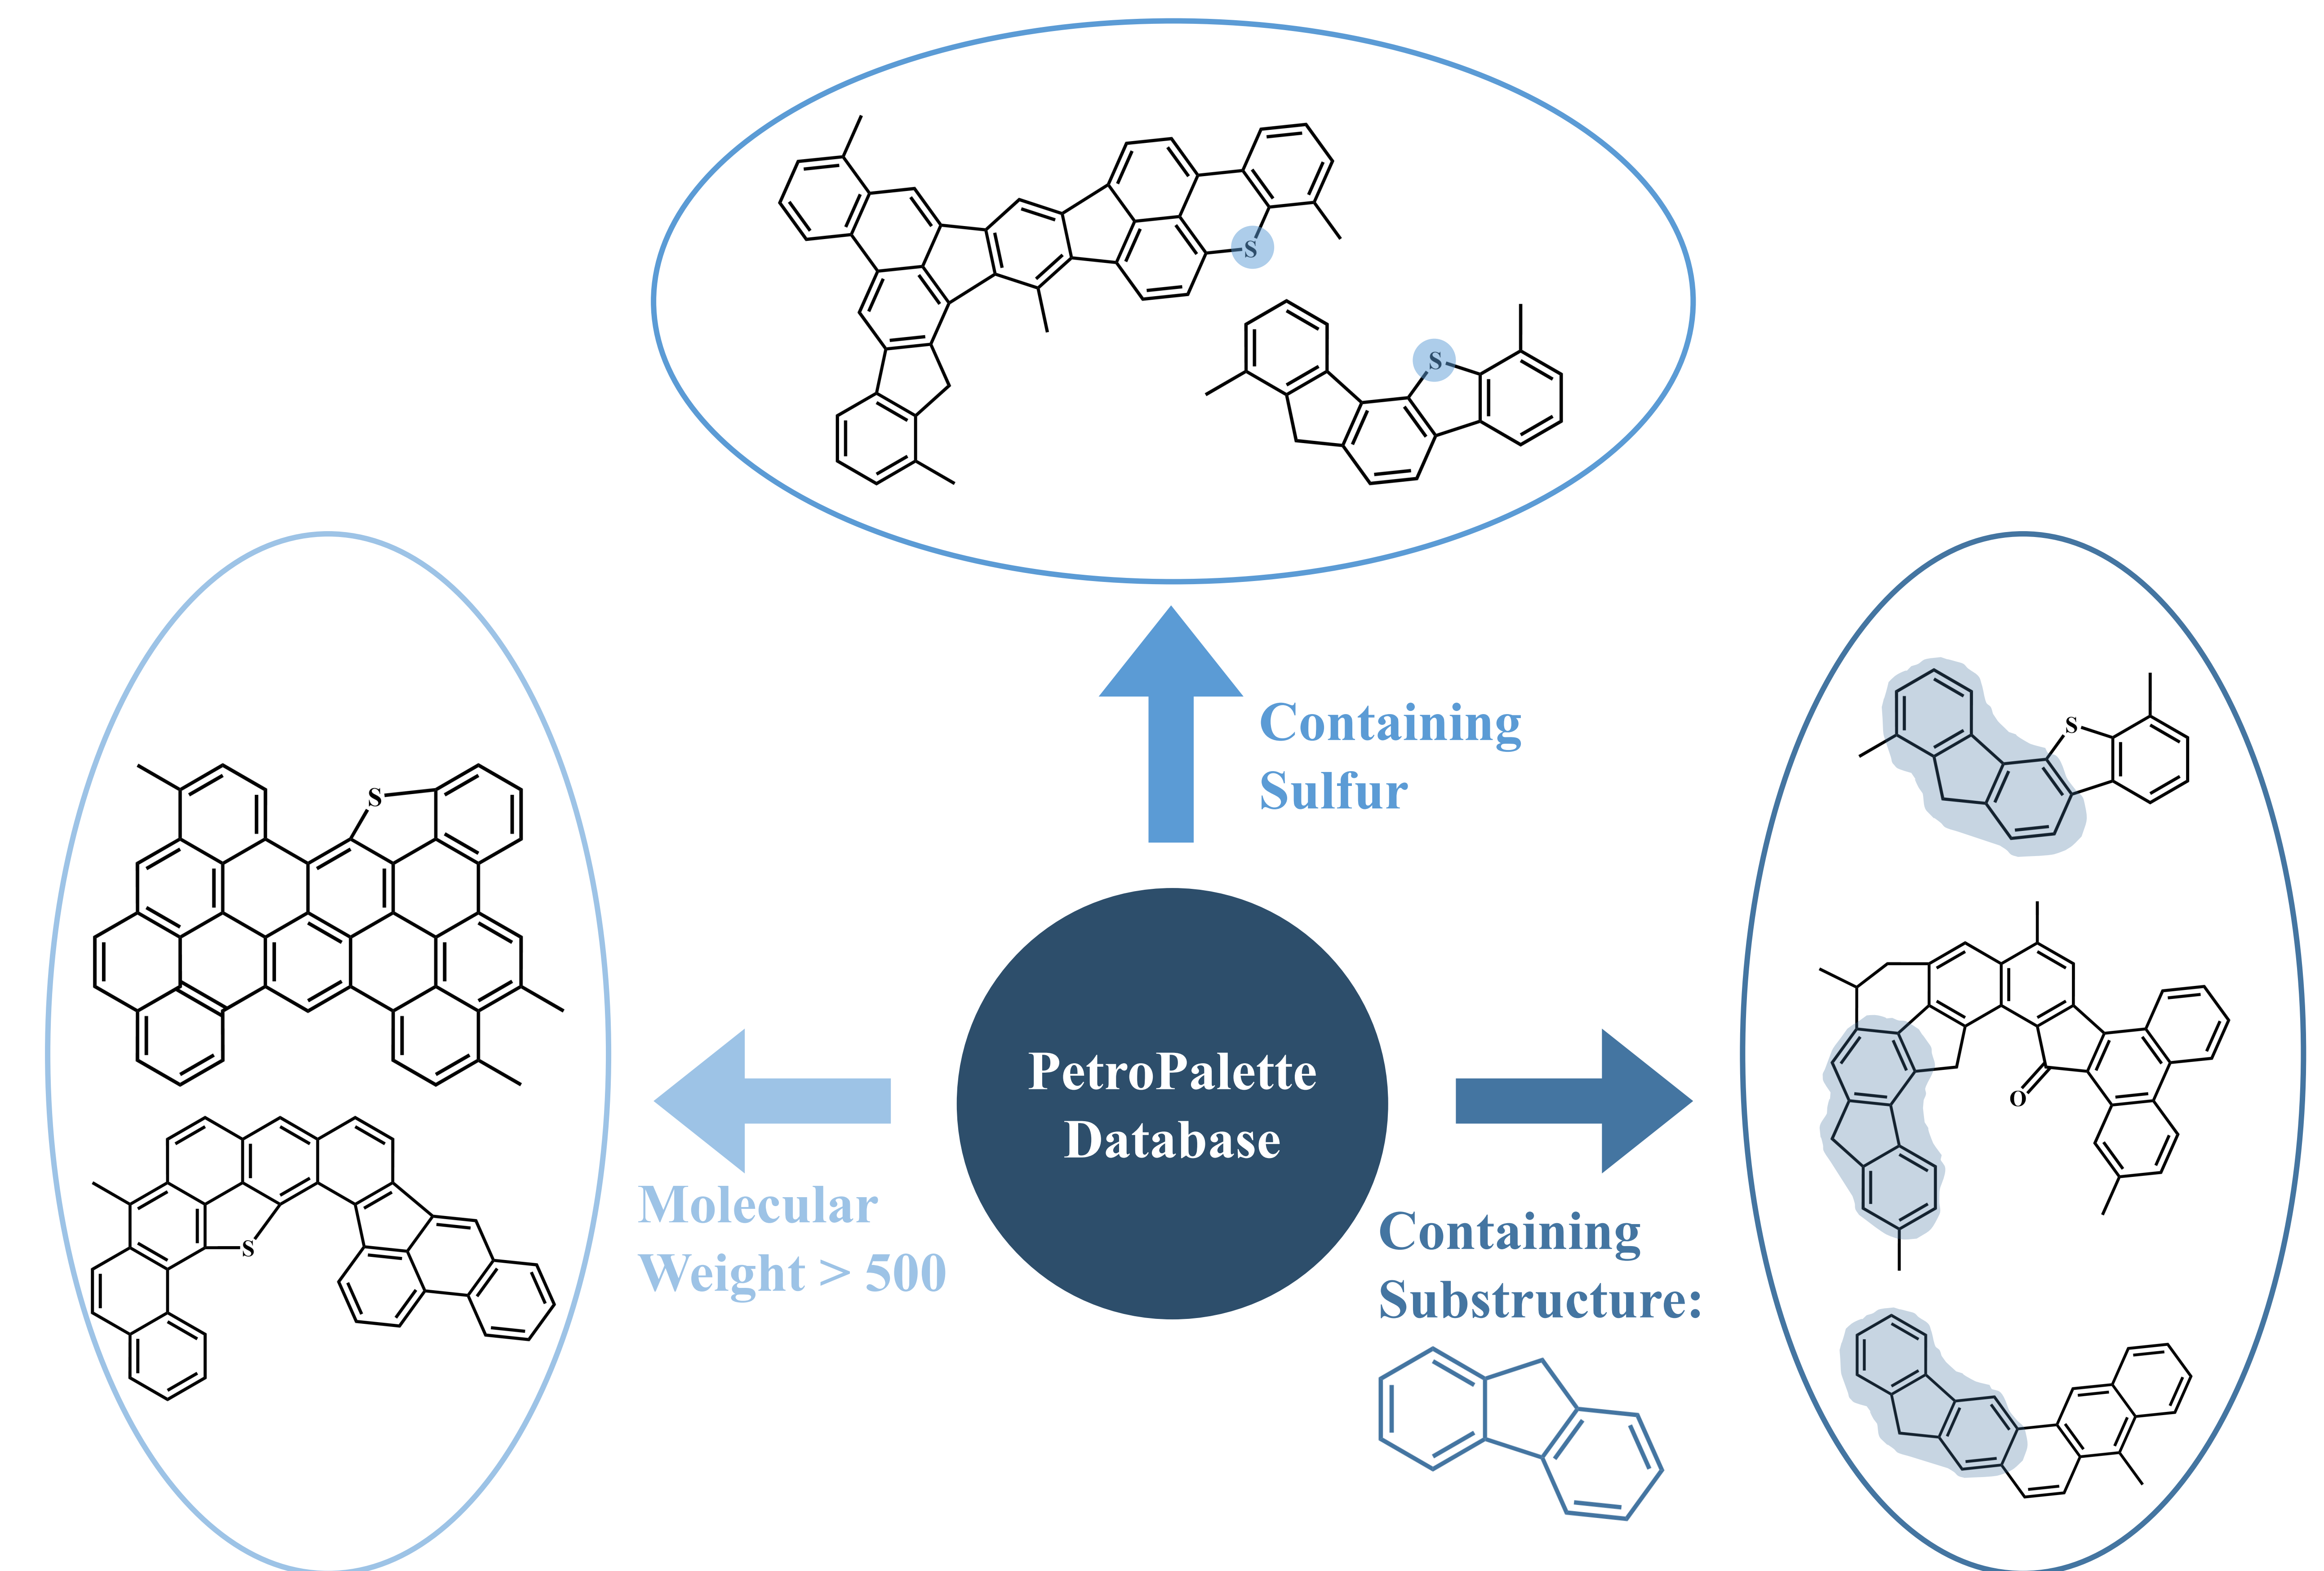 S
S
Containing
Sulfur
S
S
PetroPalette
Database
Molecular
Weight > 500
S
O
Containing
Substructure: